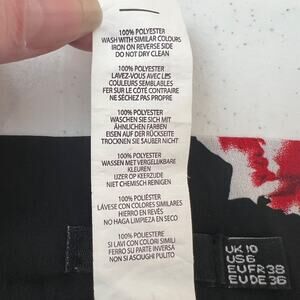 100% POLYESTER
WASH WITH SIMILAR COLOURS
IRON ON REVERSE SIDE
DO NOT DRY CLEAN
100% POLYESTER
LAVEZ-VOUS AVEC LES
COULEURS SEMBLABLES
FER SUR LE CÔTÉ CONTRAIRE
NE SÉCHEZ PAS PROPRE
100% POLYESTER
WASCHEN SIE SICH MIT
ÄHNLICHEN FARBEN
EISEN AUF DER RÜCKSEITE
TROCKNEN SIE SAUBER NICHT
100% POLYESTER
WASSEN MET VERGELIJKBARE
KLEUREN
IJZER OP KEERZIJDE
NIET CHEMISCH REINIGEN
100% POLIÉSTER
LÁVESE CON COLORES SIMILARES
HIERRO EN REVÉS
NO HAGA LIMPIEZA EN SECO
100% POLIESTERE
SI LAVI CON COLORI SIMILI
FERRO SU PARTE INVERSA
NON SI ASCIUGHI PULITO
UK 10
US 6
EU FR 38
EU DE 36